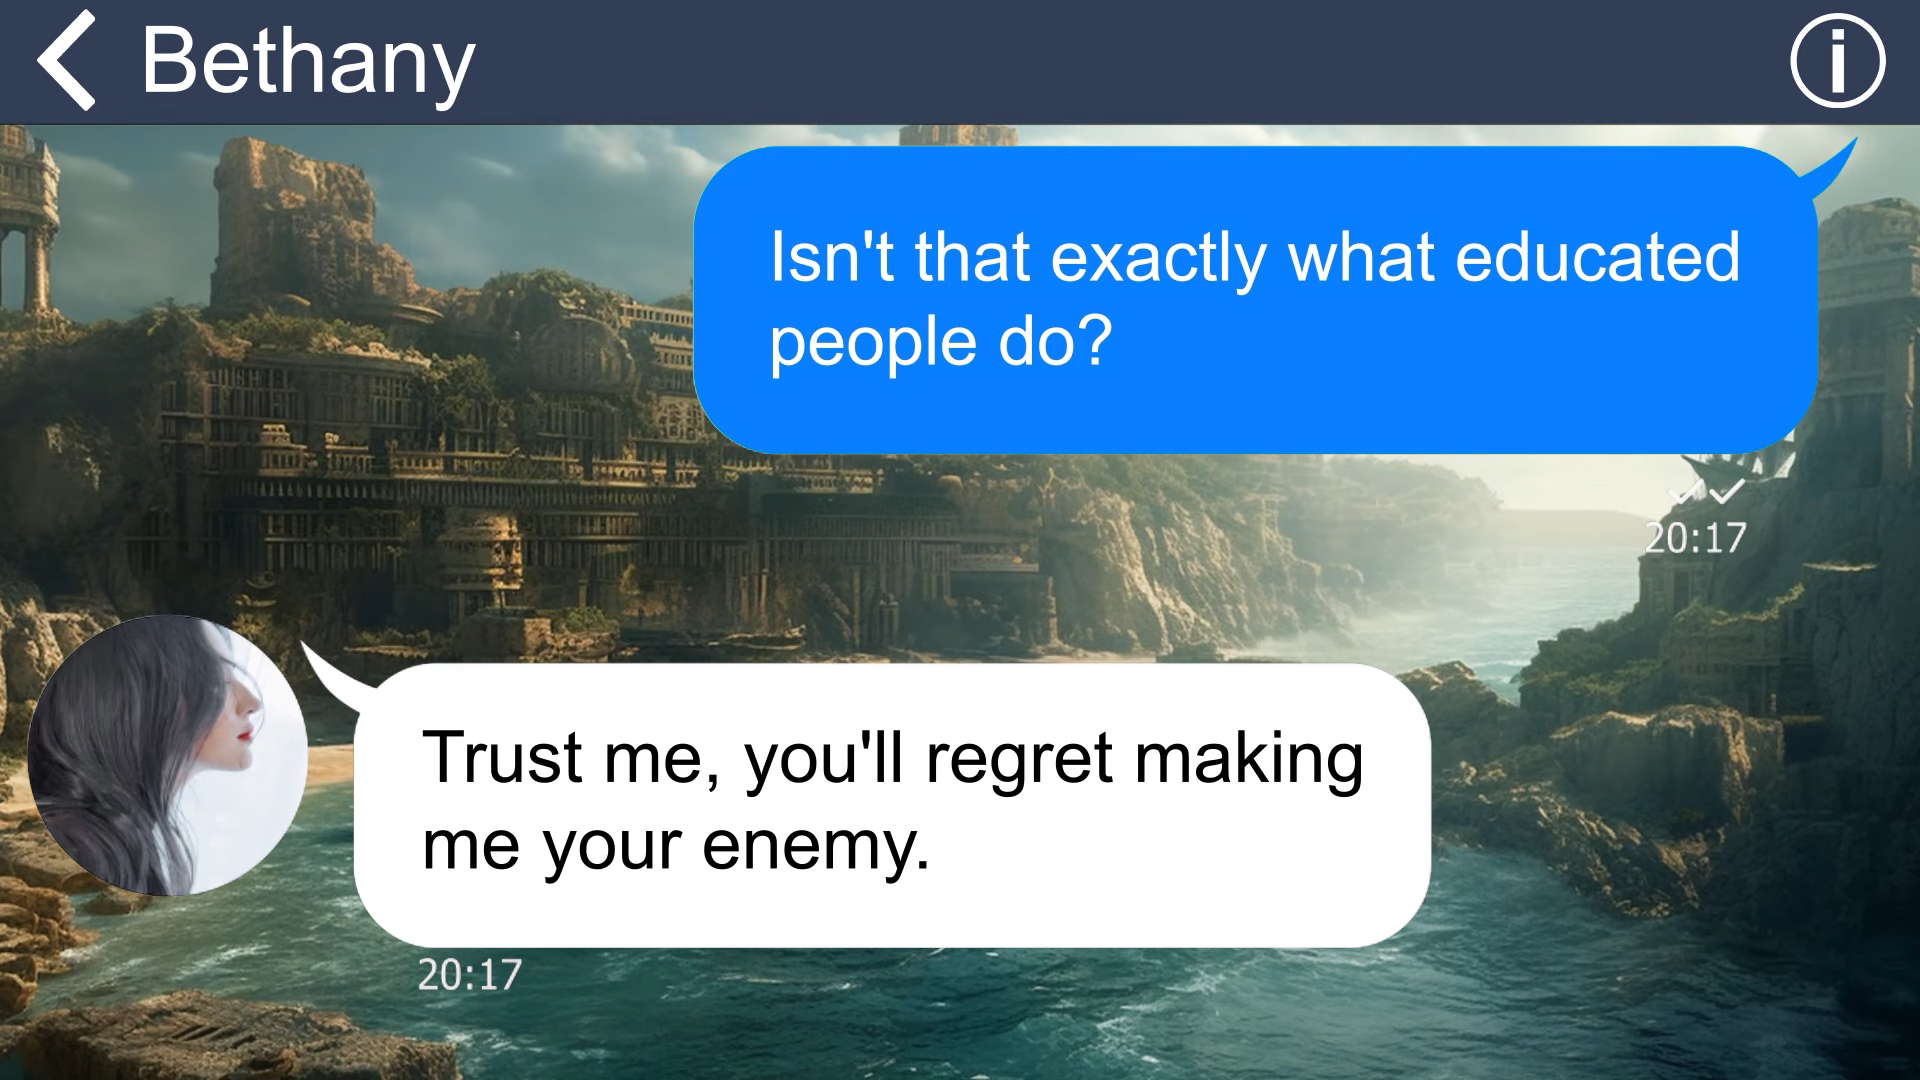 Bethany
Isn't that exactly what educated
people do?
20:17
Trust me, you'll regret making
me your enemy.
20:17